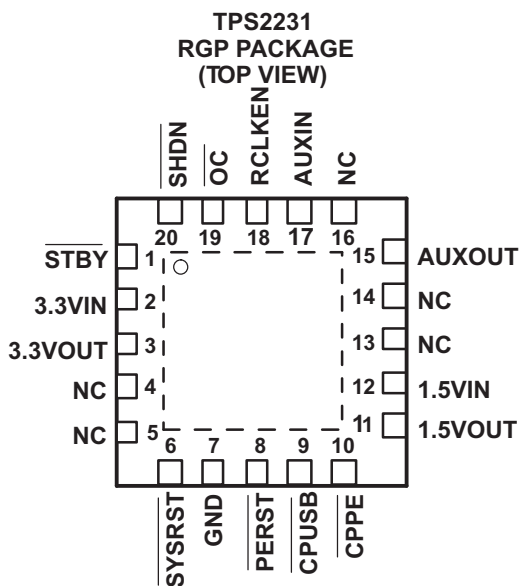 TPS2231
RGP PACKAGE
(TOP VIEW)
SHDN
OC
RCLKEN
AUXIN
NC
20
19
18
17
16
STBY 1
3.3VIN 2
3.3VOUT 3
NC 4
NC 5
15 AUXOUT
14 NC
13 NC
12 1.5VIN
11 1.5VOUT
6
7
8
9
10
SYSRST
GND
PERST
CPUSB
CPPE